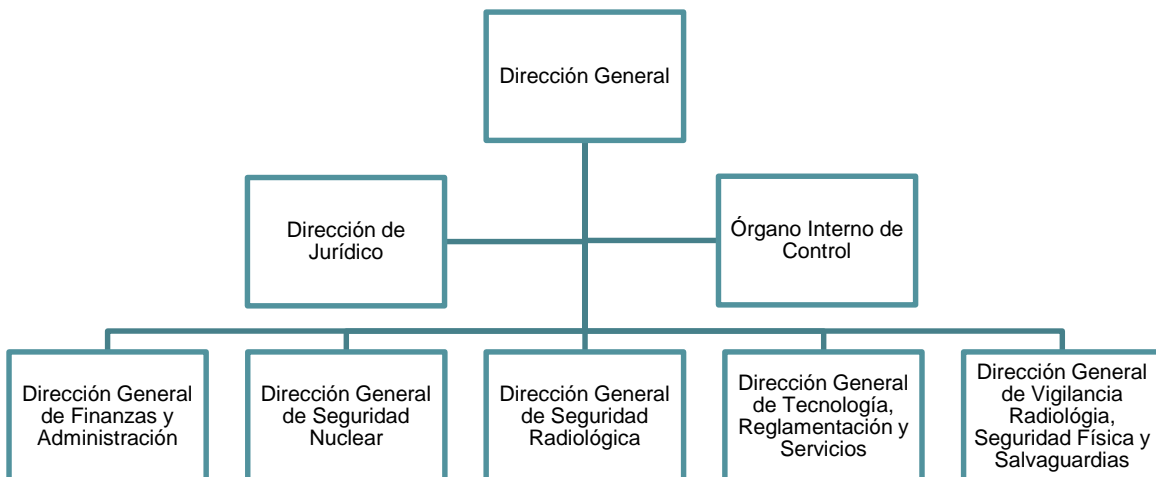 Dirección General
Dirección de
Jurídico
Órgano Interno de
Control
Dirección General
de Finanzas y
Administración
Dirección General
de Seguridad
Nuclear
Dirección General
de Seguridad
Radiológica
Dirección General
de Tecnología,
Reglamentación y
Servicios
Dirección General
de Vigilancia
Radiológia,
Seguridad Física y
Salvaguardias